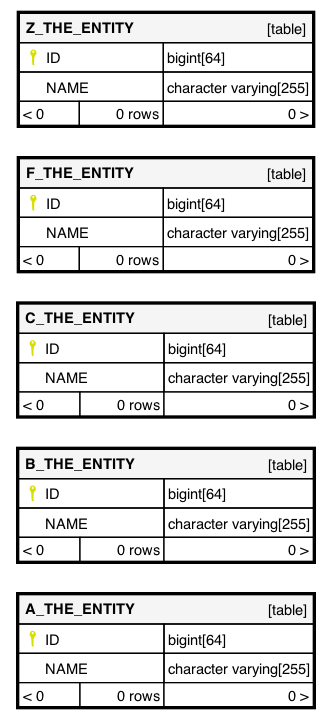 Z_THE_ENTITY [table]
ID bigint[64]
NAME character varying[255]
< 0 0 rows 0 >
F_THE_ENTITY [table]
ID bigint[64]
NAME character varying[255]
< 0 0 rows 0 >
C_THE_ENTITY [table]
ID bigint[64]
NAME character varying[255]
< 0 0 rows 0 >
B_THE_ENTITY [table]
ID bigint[64]
NAME character varying[255]
< 0 0 rows 0 >
A_THE_ENTITY [table]
ID bigint[64]
NAME character varying[255]
< 0 0 rows 0 >